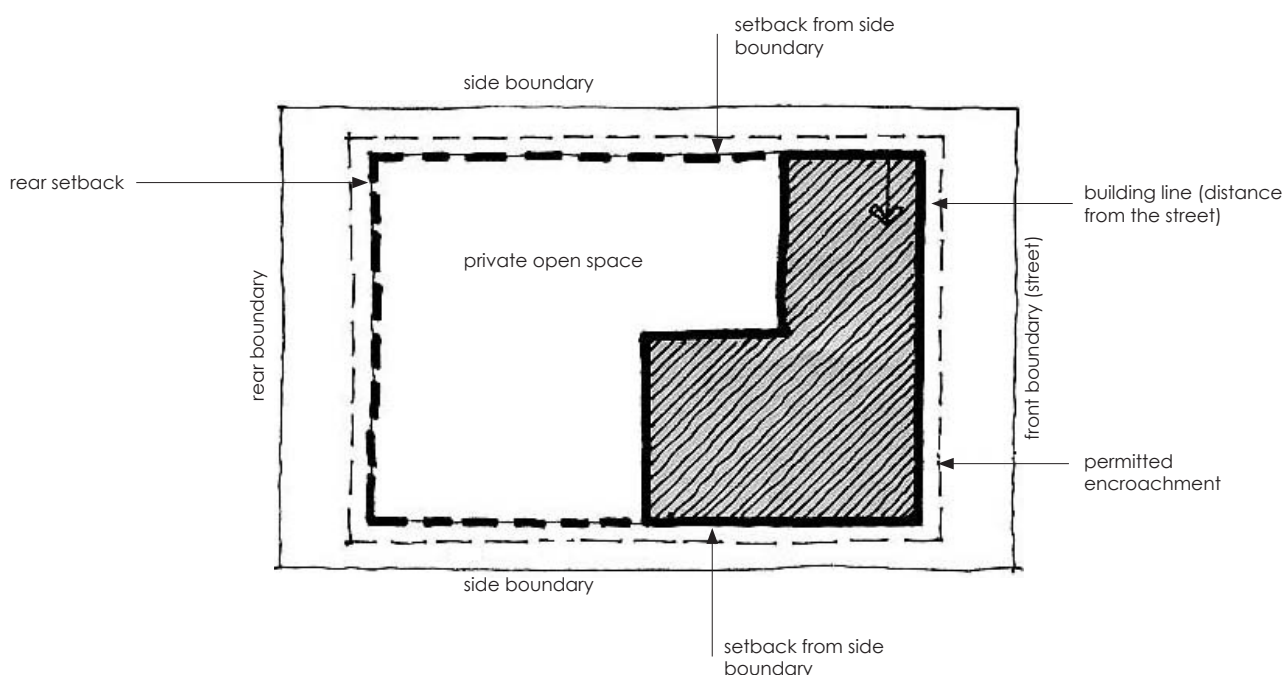 setback from side
boundary
side boundary
rear setback
building line (distance
from the street)
private open space
rear boundary
front boundary (street)
permitted
encroachment
side boundary
setback from side
boundary